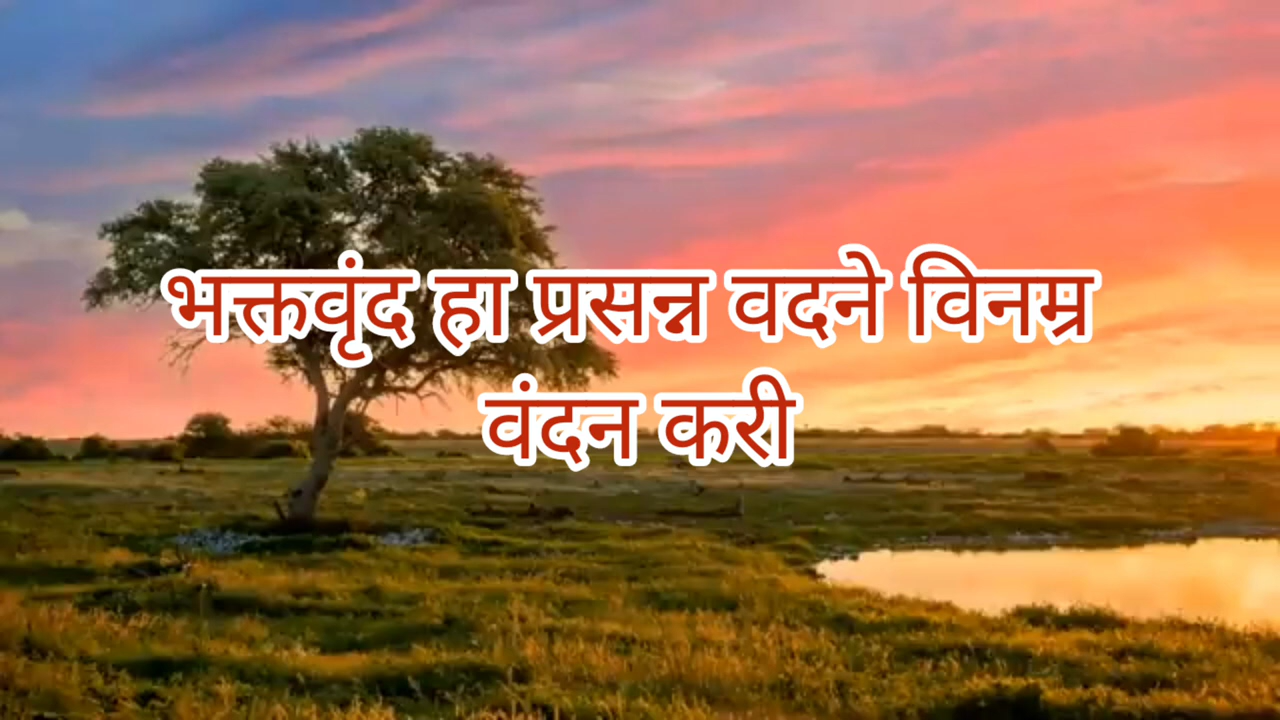 भक्तवृंद हा प्रसन्न वदने विनम्र
वंदन करी